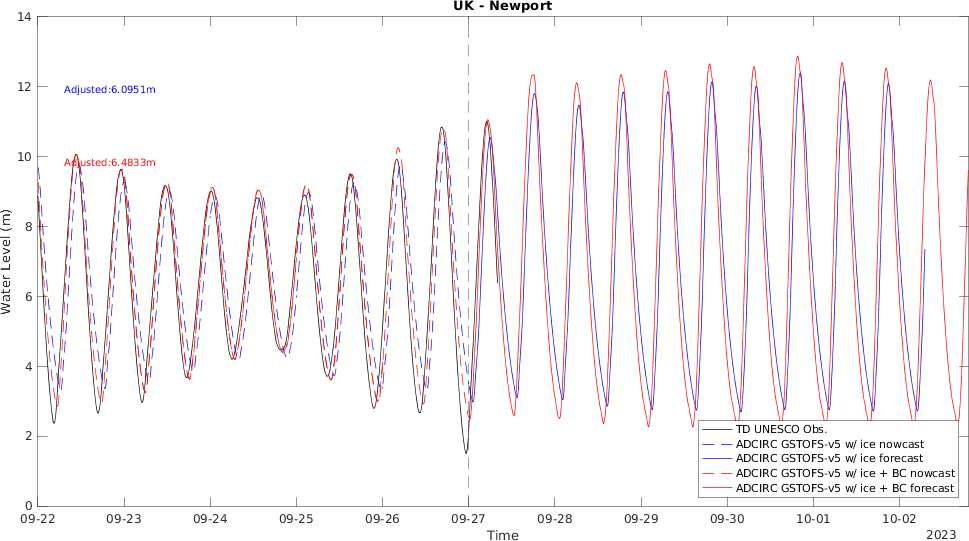 UK - Newport
14
12
10
8
6
4
2
0
Water Level (m)
Adjusted:6.0951m
Adjusted:6.4833m
TD UNESCO Obs.
ADCIRC GSTOFS-v5 w/ ice nowcast
ADCIRC GSTOFS-v5 w/ ice forecast
ADCIRC GSTOFS-v5 w/ ice + BC nowcast
ADCIRC GSTOFS-v5 w/ ice + BC forecast
09-22 09-23 09-24 09-25 09-26 09-27 09-28 09-29 09-30 10-01 10-02
Time
2023